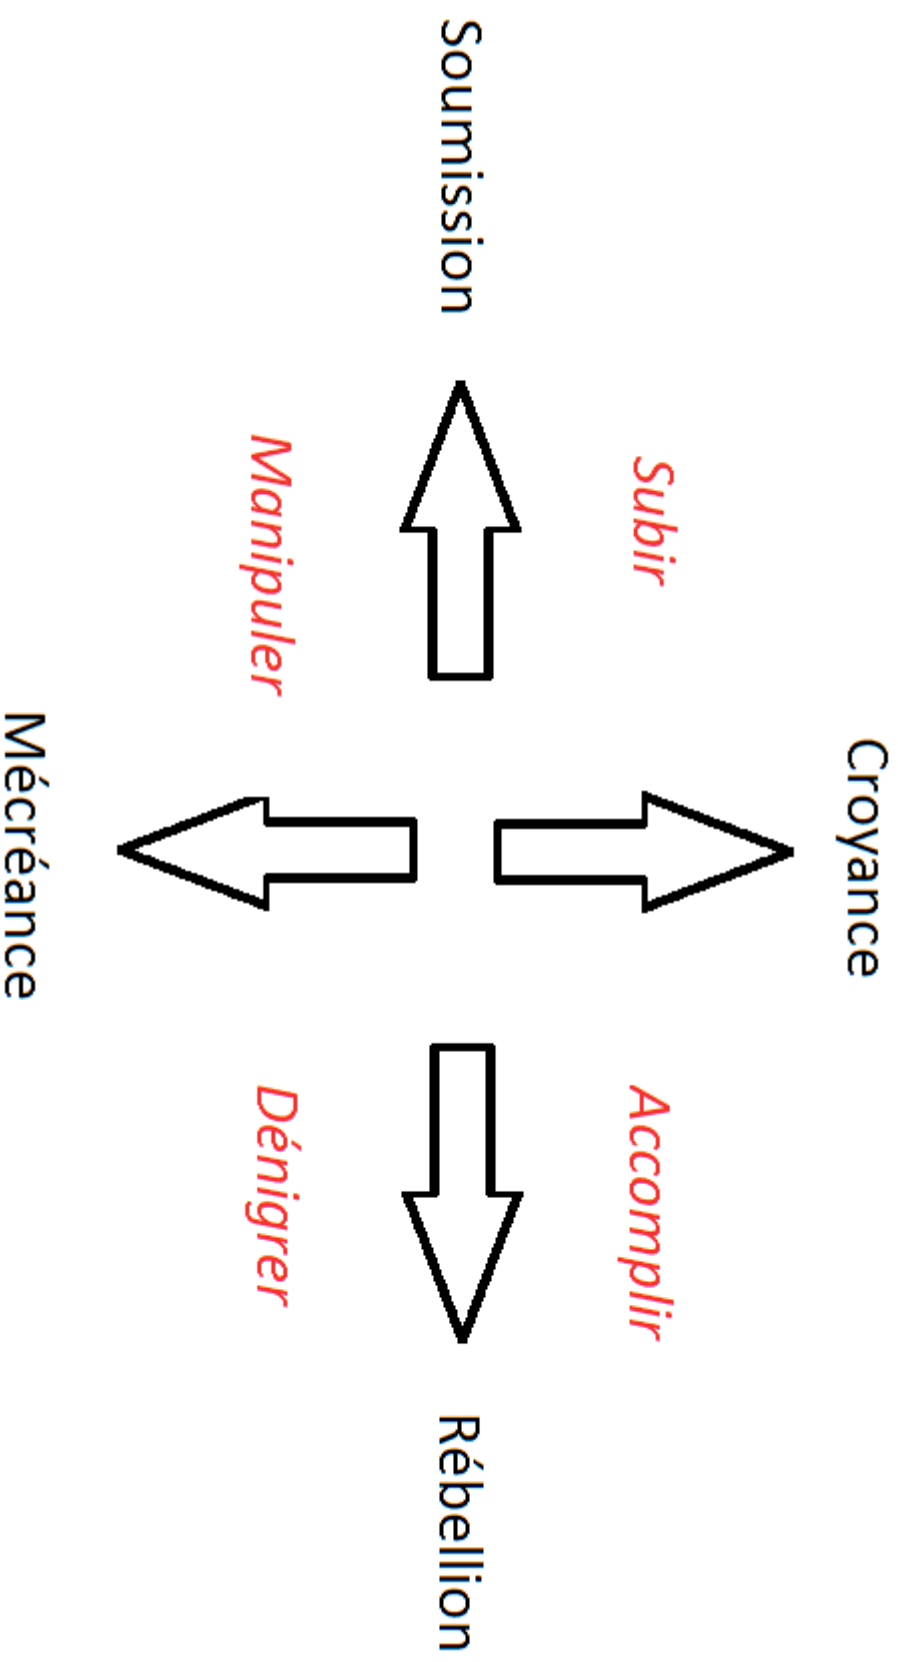 Croyance
Subir
Accomplir
Soumission
Rébellion
Manipuler
Dénigrer
Mécréance